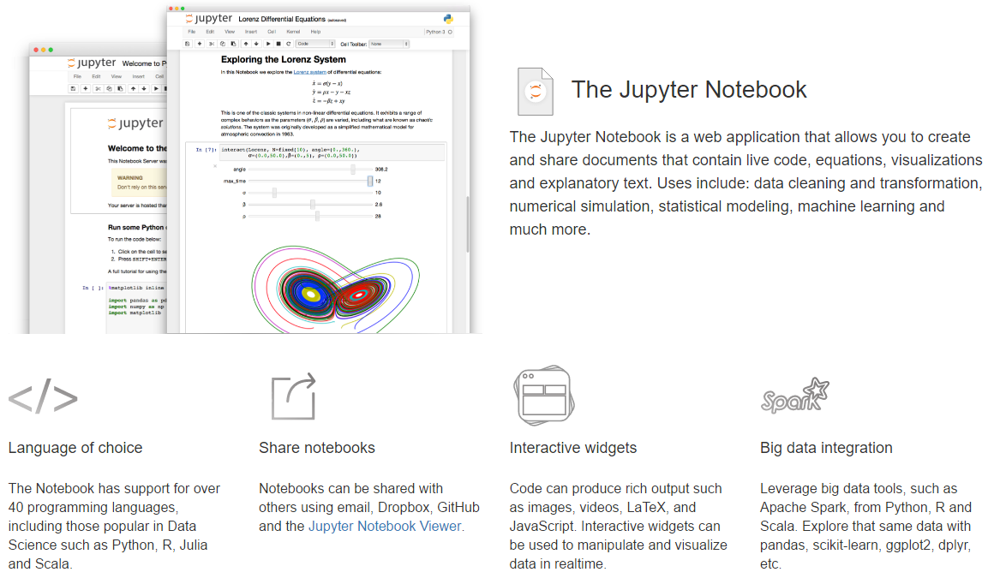 jupyter Welcome to P
File Edit View Insert Cel
jupyter
Welcome to the
This Notebook Server was
WARNING
Don't rely on this serv
Your server is hosted than
Run some Python c
To run the code below:
1. Click on the cell to se
2. Press SHIFT+ENTER
A full tutorial for using the
In [ ]: %matplotlib inline
import pandas as pd
import numpy as np
import matplotlib
jupyter Lorenz Differential Equations (autosaved)
File Edit View Insert Cell Kernel Help
Python 3
Code Cell Toolbar: None
Exploring the Lorenz System
In this Notebook we explore the Lorenz system of differential equations:
ẋ = σ(y − x)
ẏ = ρx − y − xz
ż = −βz + xy
This is one of the classic systems in non-linear differential equations. It exhibits a range of
complex behaviors as the parameters (σ, β, ρ) are varied, including what are known as chaotic
solutions. The system was originally developed as a simplified mathematical model for
atmospheric convection in 1963.
In [7]: interact(Lorenz, N=fixed(10), angle=(0.,360.),
σ=(0.0,50.0),β=(0.,5), ρ=(0.0,50.0))
angle 308.2
max_time 12
σ 10
β 2.6
ρ 28
The Jupyter Notebook
The Jupyter Notebook is a web application that allows you to create
and share documents that contain live code, equations, visualizations
and explanatory text. Uses include: data cleaning and transformation,
numerical simulation, statistical modeling, machine learning and
much more.
</>
Language of choice
The Notebook has support for over
40 programming languages,
including those popular in Data
Science such as Python, R, Julia
and Scala.
Share notebooks
Notebooks can be shared with
others using email, Dropbox, GitHub
and the Jupyter Notebook Viewer.
Interactive widgets
Code can produce rich output such
as images, videos, LaTeX, and
JavaScript. Interactive widgets can
be used to manipulate and visualize
data in realtime.
Spark
Big data integration
Leverage big data tools, such as
Apache Spark, from Python, R and
Scala. Explore that same data with
pandas, scikit-learn, ggplot2, dplyr,
etc.